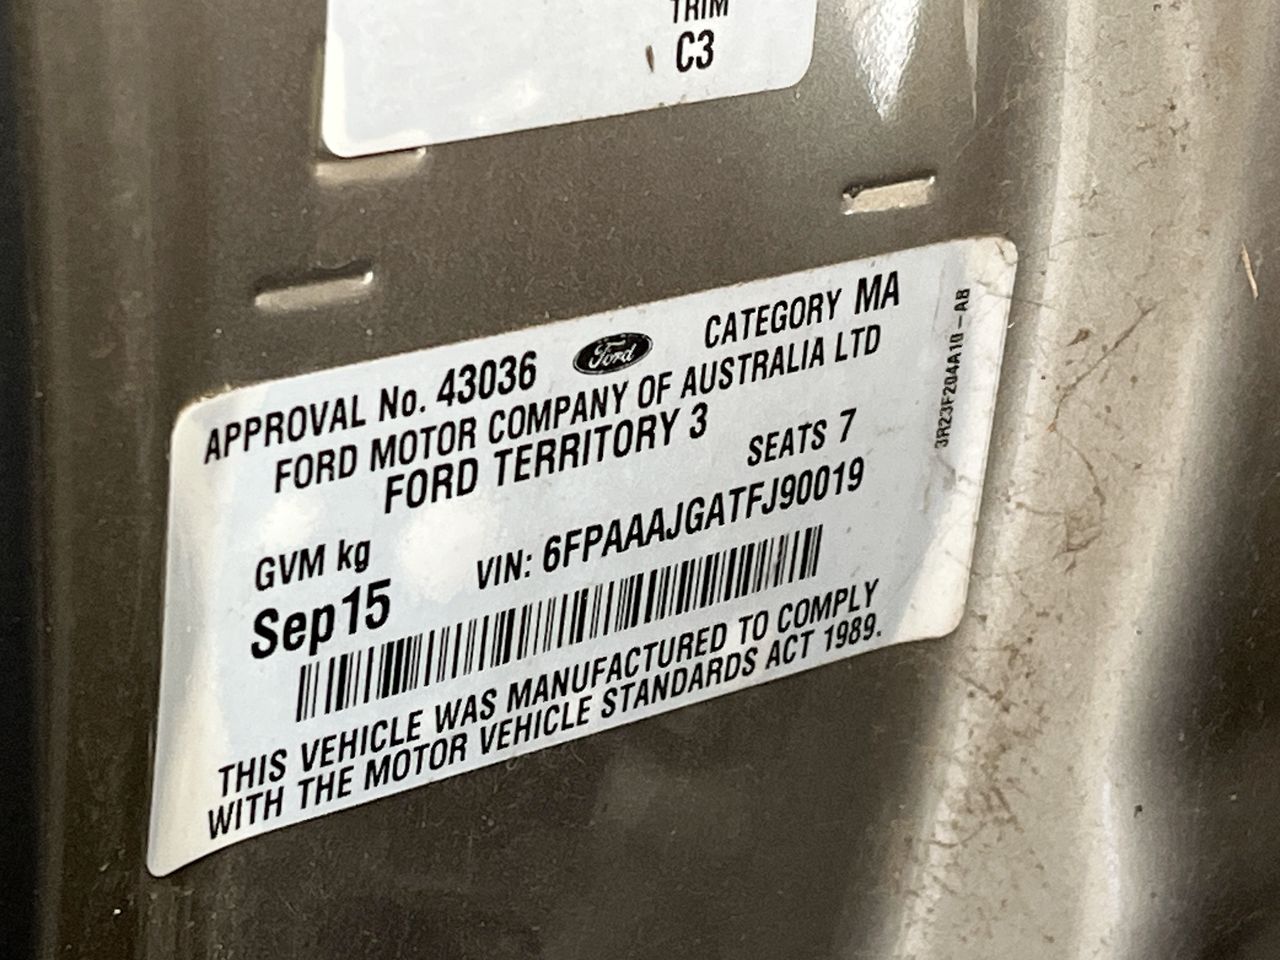 TRIM
C3
APPROVAL No. 43036 Ford CATEGORY MA
FORD MOTOR COMPANY OF AUSTRALIA LTD
FORD TERRITORY 3
SEATS 7
GVM kg
VIN: 6FPAAAJGATFJ90019
Sep15
THIS VEHICLE WAS MANUFACTURED TO COMPLY
WITH THE MOTOR VEHICLE STANDARDS ACT 1989.
3R23F204A10-AB